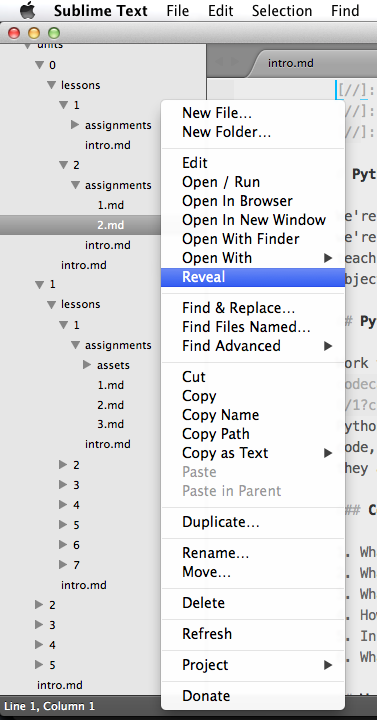 Sublime Text File Edit Selection Find
units
0
lessons
1
assignments
intro.md
2
assignments
1.md
2.md
intro.md
intro.md
1
lessons
1
assignments
assets
1.md
2.md
3.md
intro.md
2
3
4
5
6
7
intro.md
2
3
4
5
intro.md
Line 1, Column 1
New File...
New Folder...
Edit
Open / Run
Open In Browser
Open In New Window
Open With Finder
Open With
Reveal
Find & Replace...
Find Files Named...
Find Advanced
Cut
Copy
Copy Name
Copy Path
Copy as Text
Paste
Paste in Parent
Duplicate...
Rename...
Move...
Delete
Refresh
Project
Donate
intro.md
[//]:
[//]:
[//]:
Pyt
e're
e're
each
bjec
# Py
ork
odec
/1?c
ytho
ode,
hey
## C
. Wh
. Wh
. Wh
. How
. In
. Wh